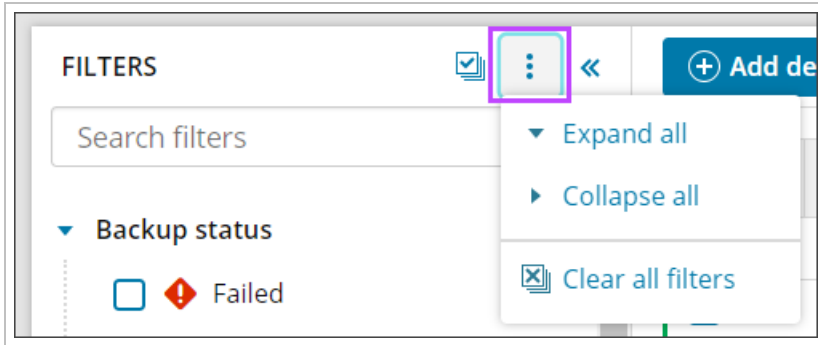 FILTERS
Add de
Search filters
Expand all
Collapse all
Backup status
Clear all filters
Failed